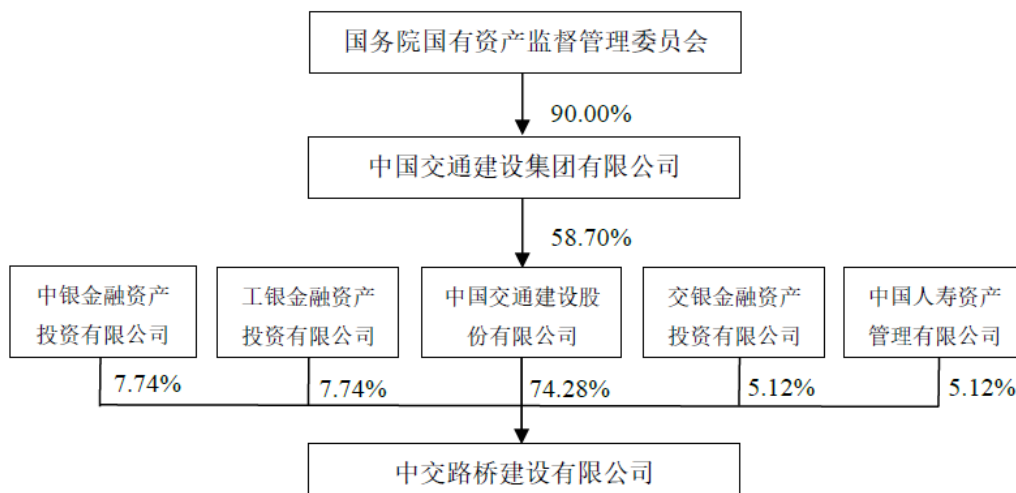 国务院国有资产监督管理委员会
90.00%
中国交通建设集团有限公司
58.70%
中银金融资产
投资有限公司
工银金融资产
投资有限公司
中国交通建设股
份有限公司
交银金融资产
投资有限公司
中国人寿资产
管理有限公司
7.74%
7.74%
74.28%
5.12%
5.12%
中交路桥建设有限公司